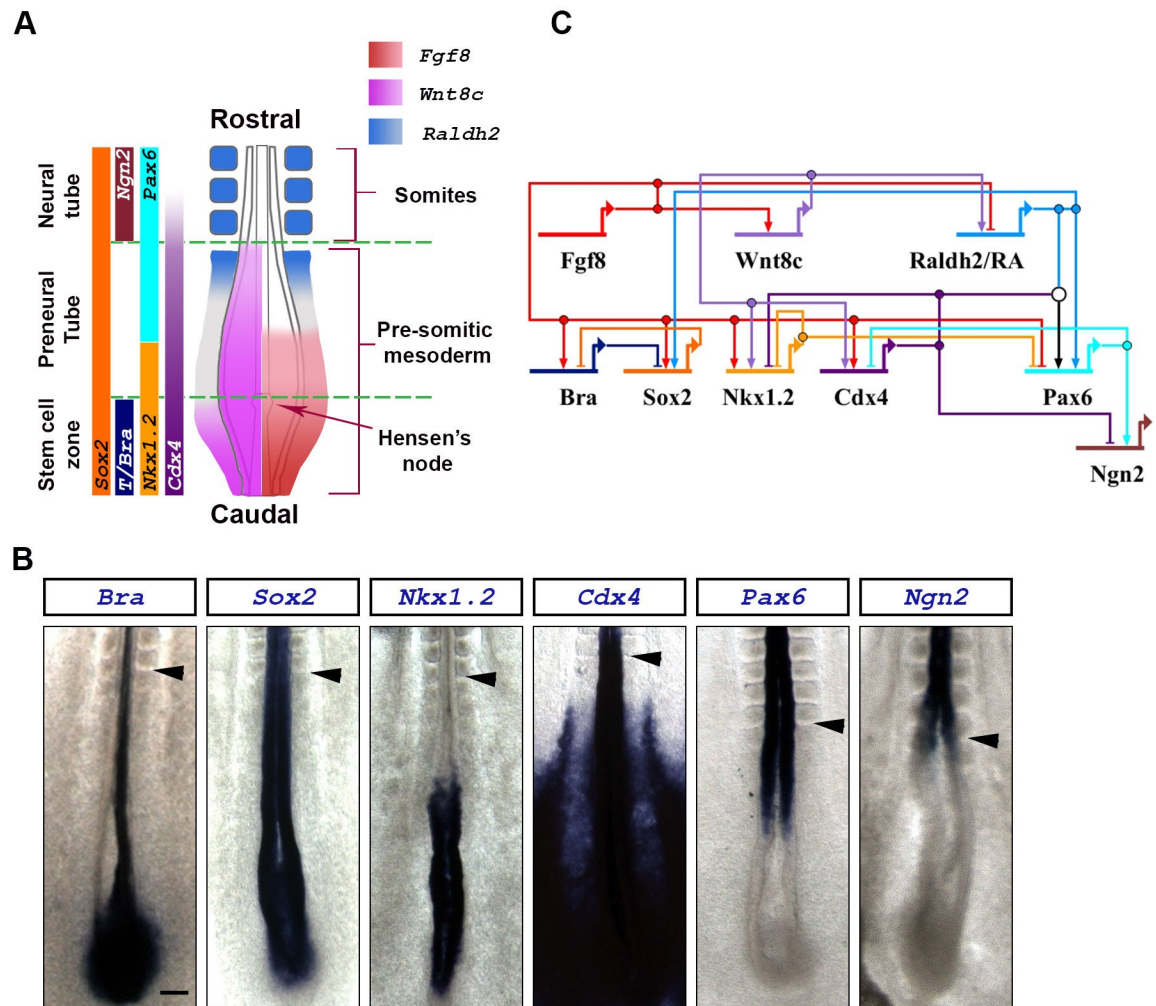 A
Fgf8
Wnt8c
Raldh2
Rostral
Neural
tube
Preneural
Tube
Stem cell
zone
Sox2
Ngn2
T/Bra
Pax6
Nkx1.2
Cdx4
Somites
Pre-somitic
mesoderm
Hensen's
node
Caudal
C
Fgf8
Wnt8c
Raldh2/RA
Bra
Sox2
Nkx1.2
Cdx4
Pax6
Ngn2
B
Bra
Sox2
Nkx1.2
Cdx4
Pax6
Ngn2